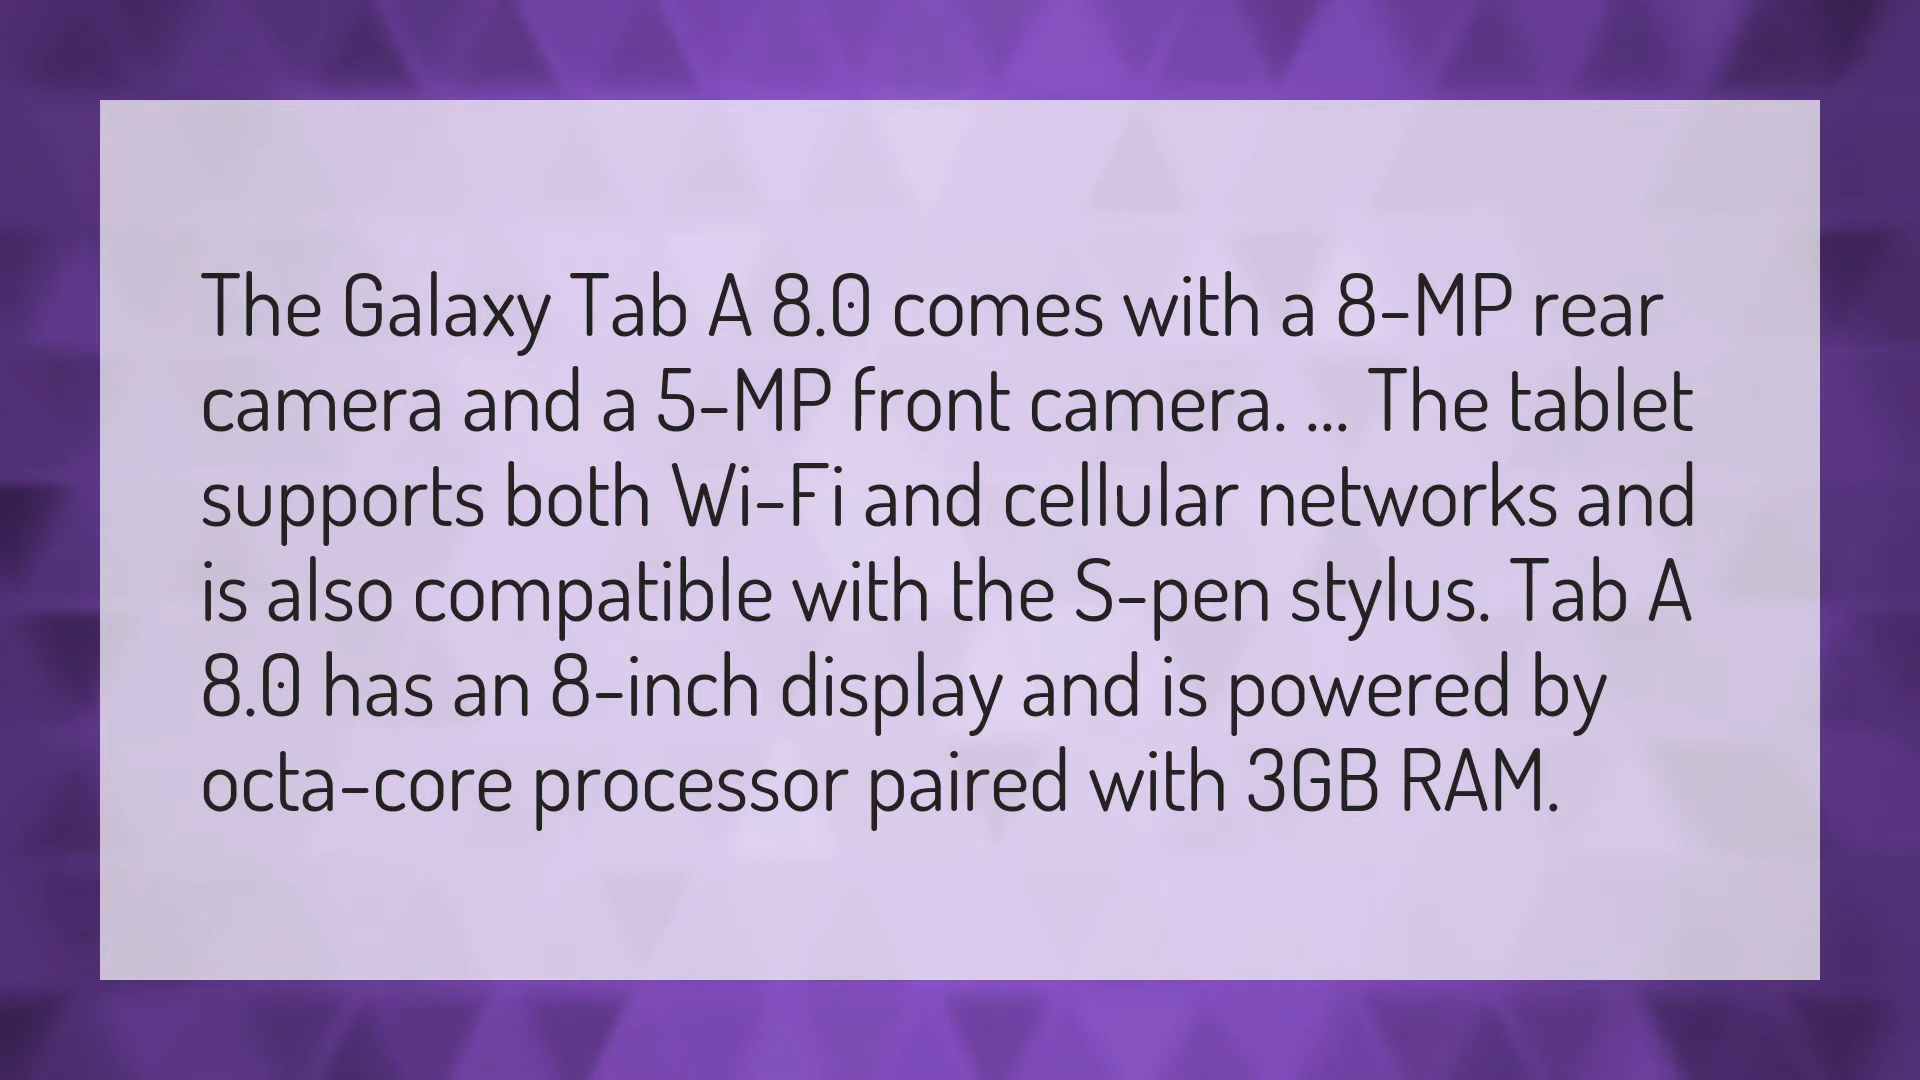 The Galaxy Tab A 8.0 comes with a 8-MP rear
camera and a 5-MP front camera. ... The tablet
supports both Wi-Fi and cellular networks and
is also compatible with the S-pen stylus. Tab A
8.0 has an 8-inch display and is powered by
octa-core processor paired with 3GB RAM.